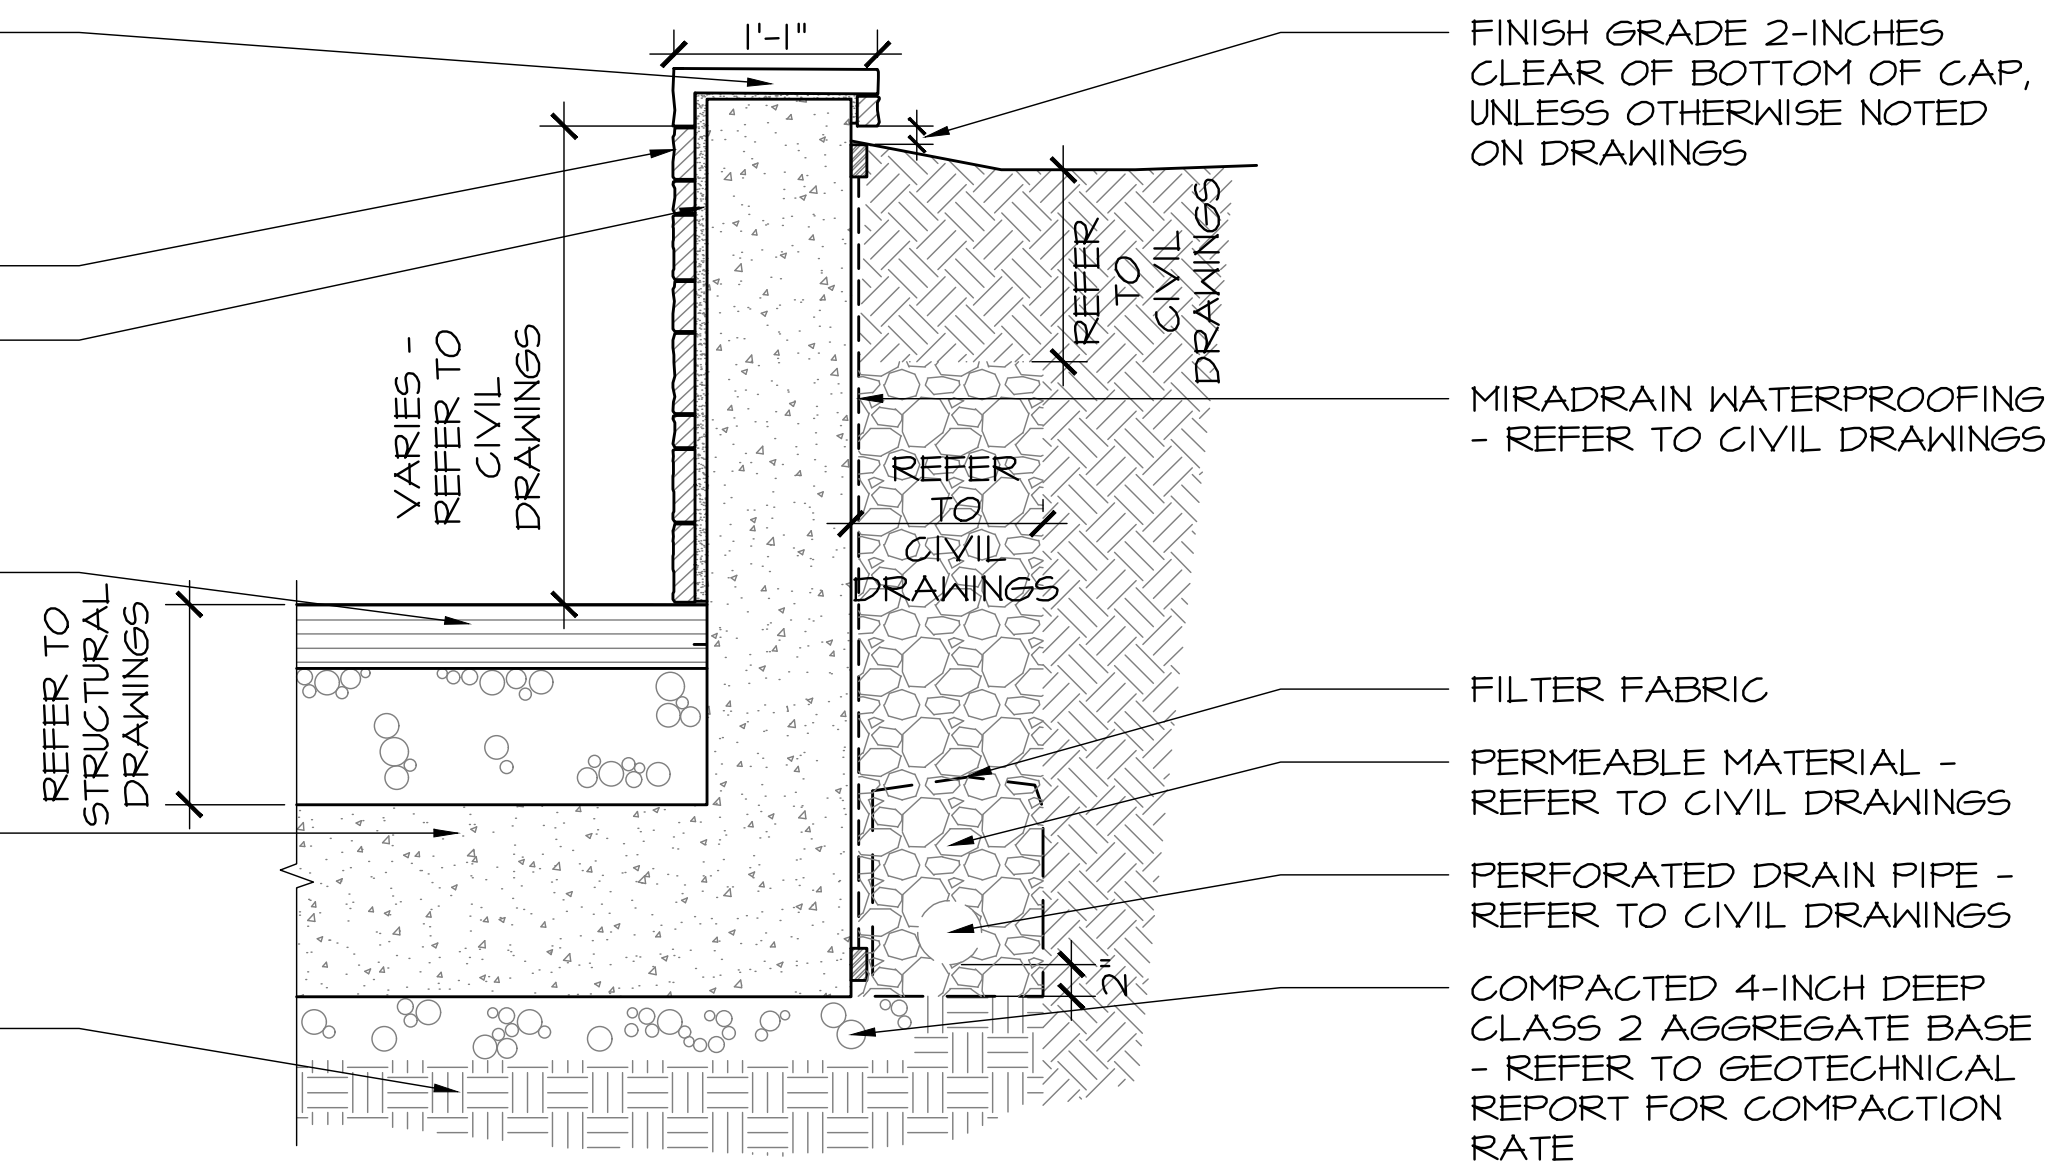 1'-1"
FINISH GRADE 2-INCHES
CLEAR OF BOTTOM OF CAP,
UNLESS OTHERWISE NOTED
ON DRAWINGS
REFER
TO
CIVIL
DRAWINGS
VARIES -
REFER TO
CIVIL
DRAWINGS
MIRADRAIN WATERPROOFING
- REFER TO CIVIL DRAWINGS
REFER
TO
CIVIL
DRAWINGS
REFER TO
STRUCTURAL
DRAWINGS
FILTER FABRIC
PERMEABLE MATERIAL -
REFER TO CIVIL DRAWINGS
PERFORATED DRAIN PIPE -
REFER TO CIVIL DRAWINGS
2"
COMPACTED 4-INCH DEEP
CLASS 2 AGGREGATE BASE
- REFER TO GEOTECHNICAL
REPORT FOR COMPACTION
RATE